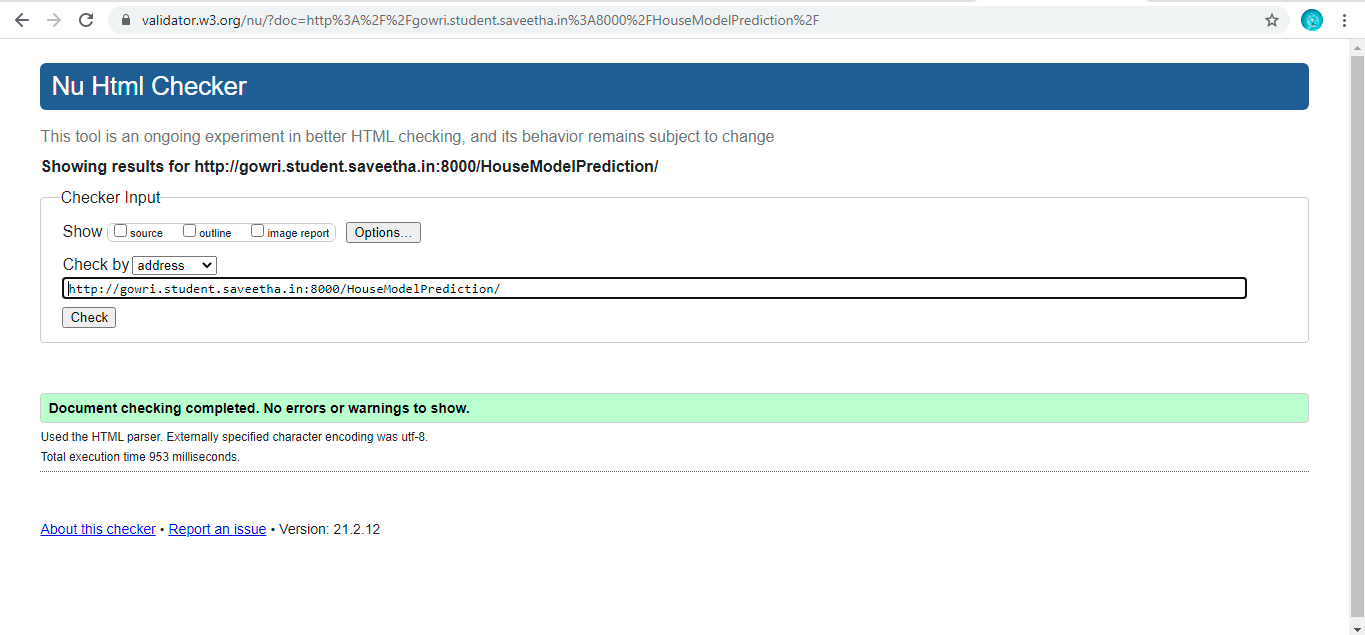 validator.w3.org/nu/?doc=http%3A%2F%2Fgowri.student.saveetha.in%3A8000%2FHouseModelPrediction%2F
Nu Html Checker
This tool is an ongoing experiment in better HTML checking, and its behavior remains subject to change
Showing results for http://gowri.student.saveetha.in:8000/HouseModelPrediction/
Checker Input
Show source outline image report Options...
Check by address
http://gowri.student.saveetha.in:8000/HouseModelPrediction/
Check
Document checking completed. No errors or warnings to show.
Used the HTML parser. Externally specified character encoding was utf-8.
Total execution time 953 milliseconds.
About this checker • Report an issue • Version: 21.2.12